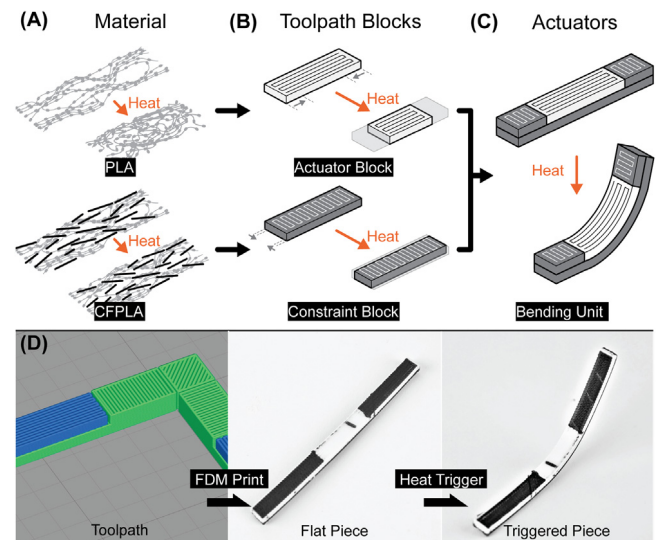 (A) Material
(B) Toolpath Blocks
(C) Actuators
Heat
PLA
Heat
Actuator Block
Heat
CFPLA
Heat
Constraint Block
Heat
Bending Unit
(D)
FDM Print
Heat Trigger
Toolpath
Flat Piece
Triggered Piece